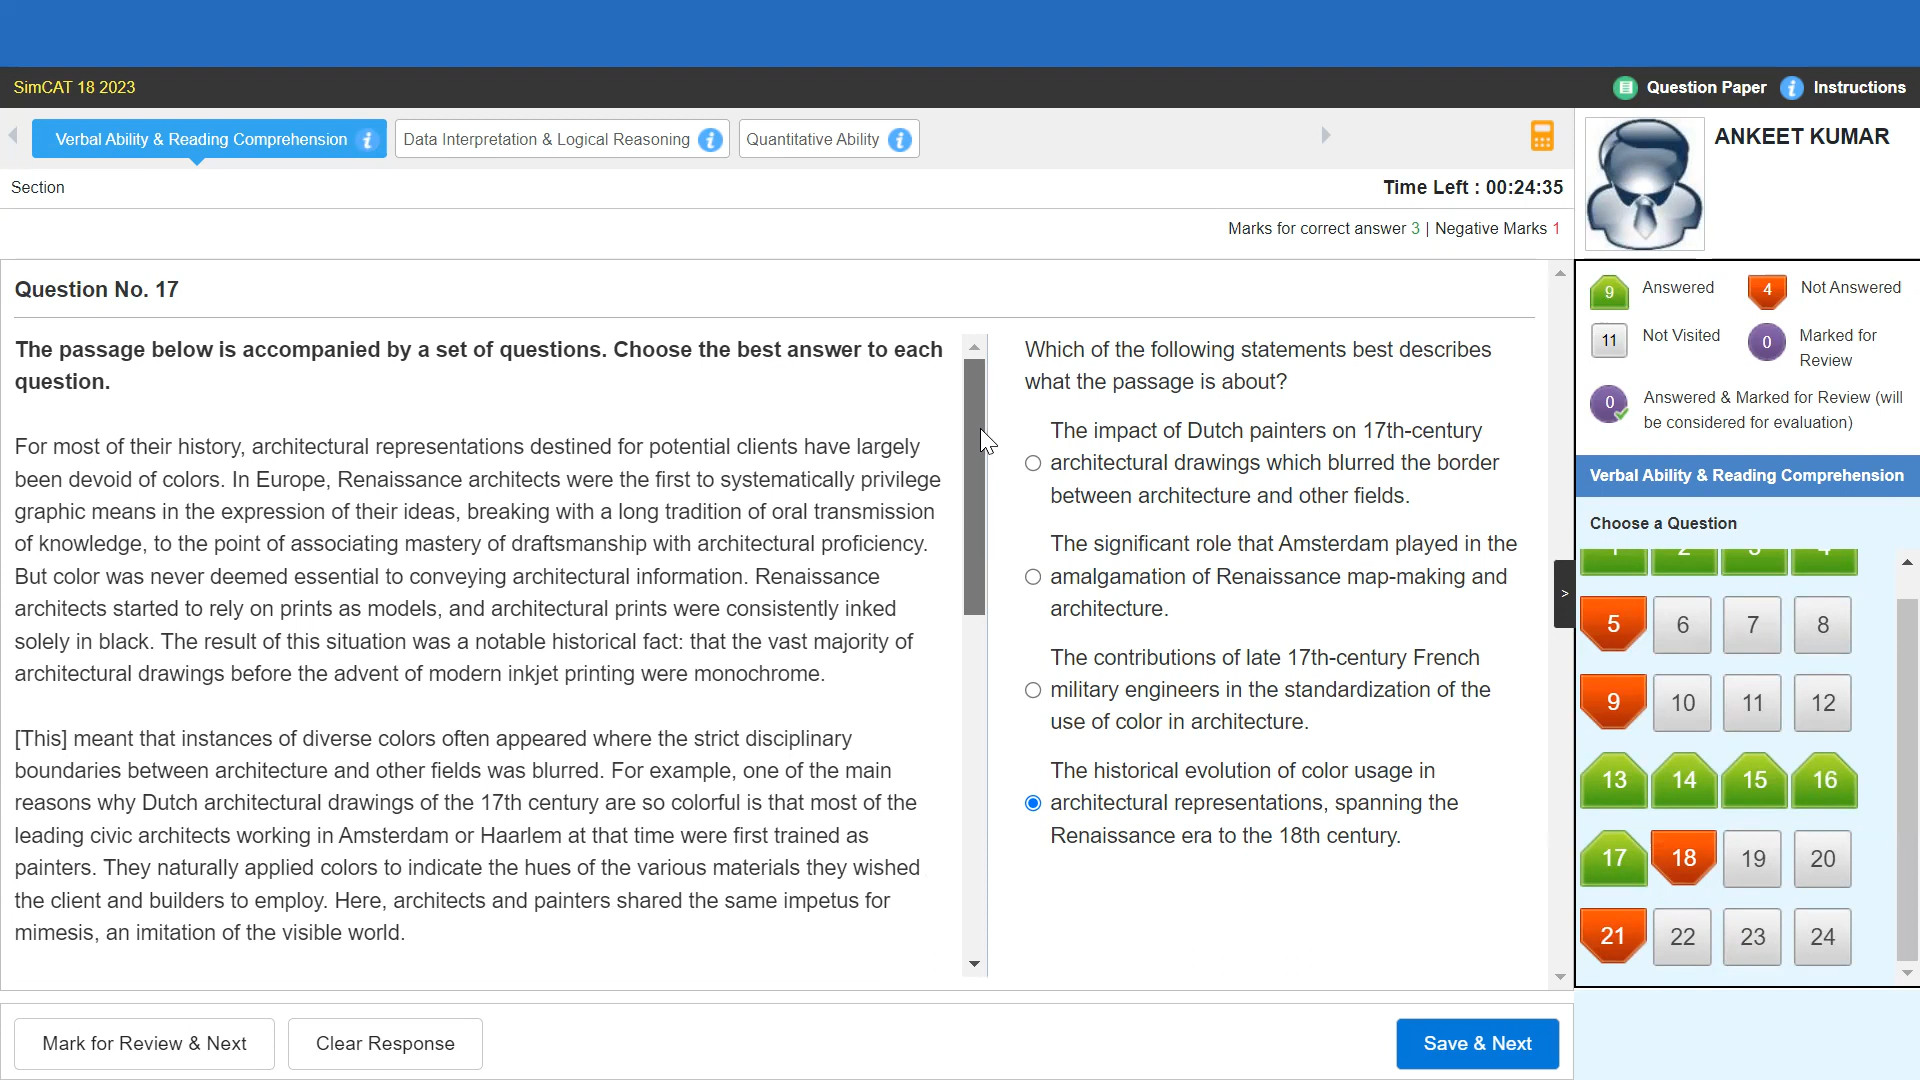 SimCAT 18 2023
Question Paper
Instructions
Verbal Ability & Reading Comprehension
Data Interpretation & Logical Reasoning
Quantitative Ability
ANKEET KUMAR
Section
Time Left : 00:24:35
Marks for correct answer 3 | Negative Marks 1
Question No. 17
The passage below is accompanied by a set of questions. Choose the best answer to each
question.
For most of their history, architectural representations destined for potential clients have largely
been devoid of colors. In Europe, Renaissance architects were the first to systematically privilege
graphic means in the expression of their ideas, breaking with a long tradition of oral transmission
of knowledge, to the point of associating mastery of draftsmanship with architectural proficiency.
But color was never deemed essential to conveying architectural information. Renaissance
architects started to rely on prints as models, and architectural prints were consistently inked
solely in black. The result of this situation was a notable historical fact: that the vast majority of
architectural drawings before the advent of modern inkjet printing were monochrome.
[This] meant that instances of diverse colors often appeared where the strict disciplinary
boundaries between architecture and other fields was blurred. For example, one of the main
reasons why Dutch architectural drawings of the 17th century are so colorful is that most of the
leading civic architects working in Amsterdam or Haarlem at that time were first trained as
painters. They naturally applied colors to indicate the hues of the various materials they wished
the client and builders to employ. Here, architects and painters shared the same impetus for
mimesis, an imitation of the visible world.
Which of the following statements best describes
what the passage is about?
The impact of Dutch painters on 17th-century
architectural drawings which blurred the border
between architecture and other fields.
The significant role that Amsterdam played in the
amalgamation of Renaissance map-making and
architecture.
The contributions of late 17th-century French
military engineers in the standardization of the
use of color in architecture.
The historical evolution of color usage in
architectural representations, spanning the
Renaissance era to the 18th century.
>
9 Answered
4 Not Answered
11 Not Visited
0 Marked for
Review
0 Answered & Marked for Review (will
be considered for evaluation)
Verbal Ability & Reading Comprehension
Choose a Question
1 2 3 4
5 6 7 8
9 10 11 12
13 14 15 16
17 18 19 20
21 22 23 24
Mark for Review & Next
Clear Response
Save & Next